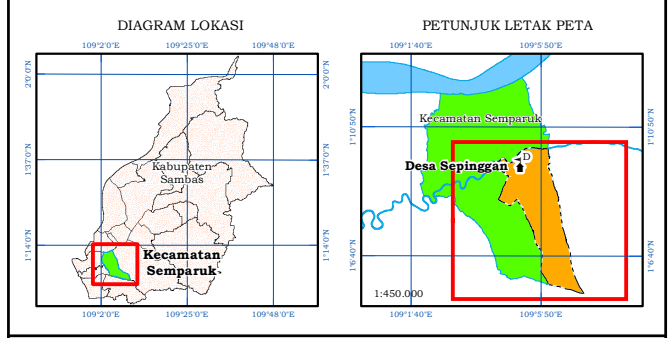 DIAGRAM LOKASI
109°2'0"E 109°25'0"E 109°48'0"E
2°0'0"N
2°0'0"N
1°37'0"N
1°37'0"N
Kabupaten
Sambas
1°14'0"N
1°14'0"N
Kecamatan
Semparuk
109°2'0"E 109°25'0"E 109°48'0"E
PETUNJUK LETAK PETA
109°1'40"E 109°5'50"E
1°10'50"N
1°10'50"N
Kecamatan Semparuk
Desa Sepinggan
D
1°6'40"N
1°6'40"N
1:450.000
109°1'40"E 109°5'50"E